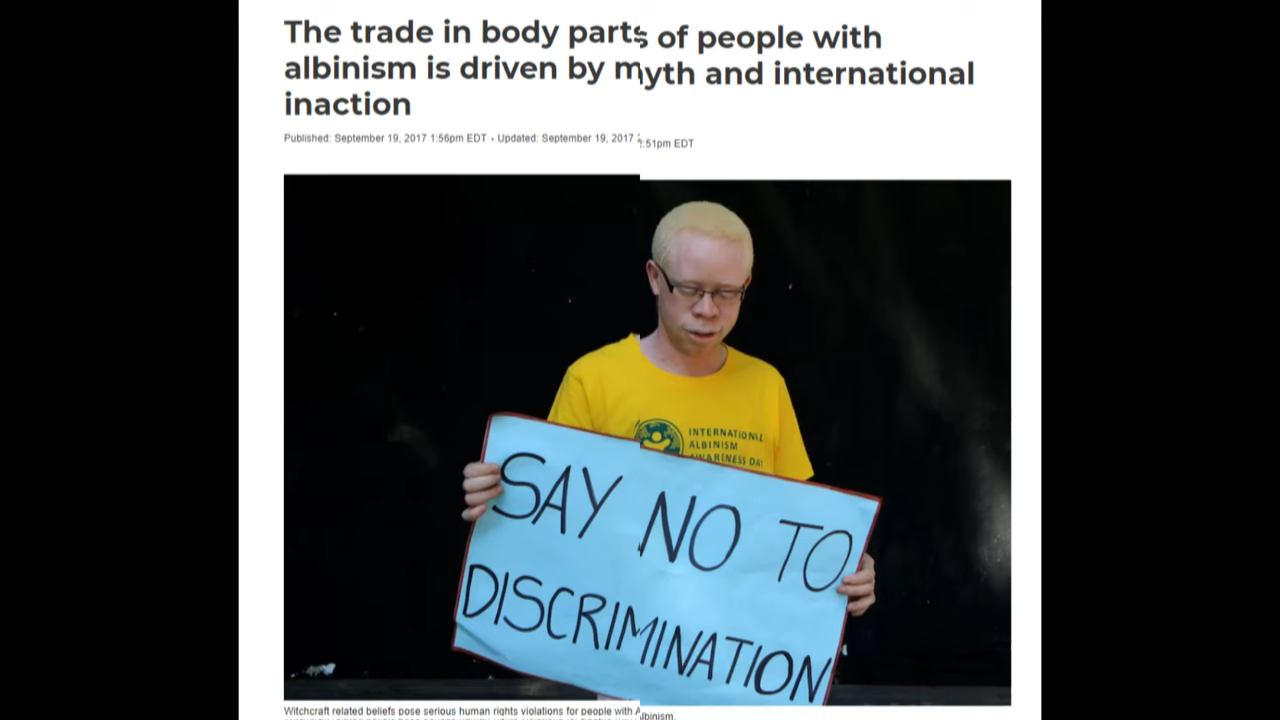 The trade in body parts of people with
albinism is driven by myth and international
inaction
Published: September 19, 2017 1:56pm EDT • Updated: September 19, 2017 :51pm EDT
INTERNATIONAL
ALBINISM
AWARINESS DAY
SAY NO TO
DISCRIMINATION
Witchcraft related beliefs pose serious human rights violations for people with Albinism.